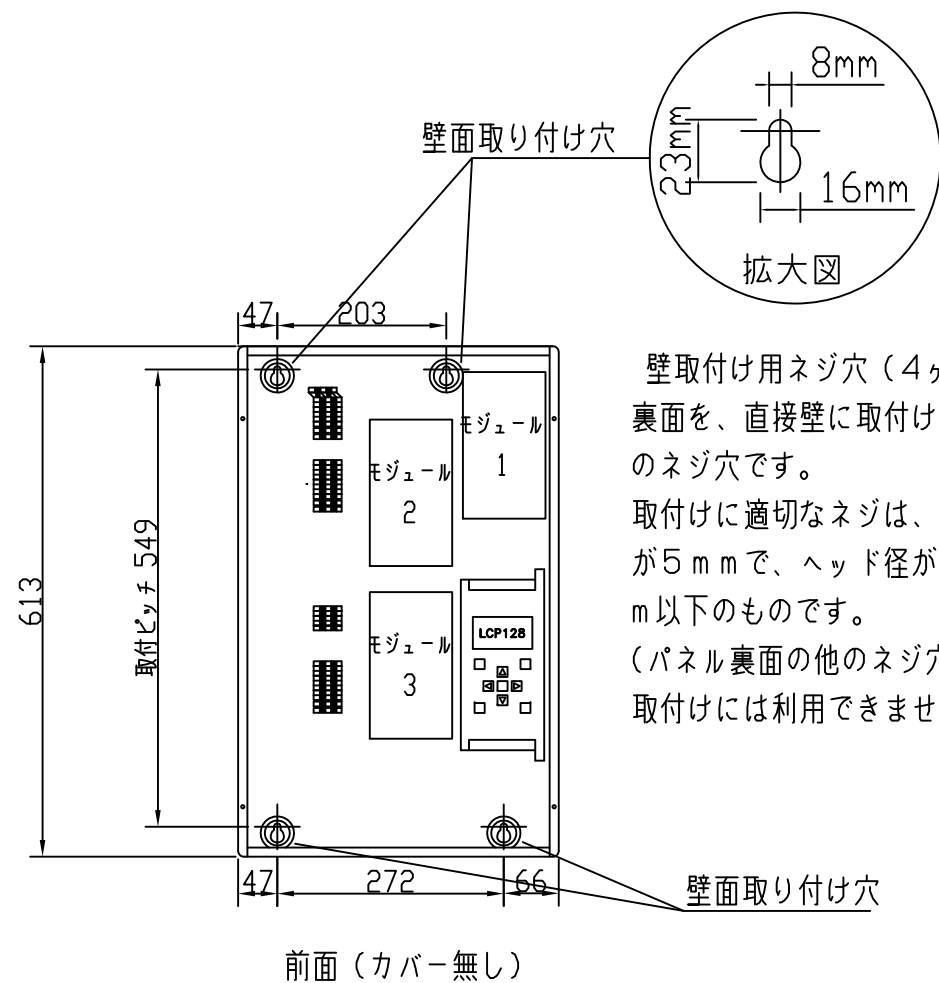 8mm
壁面取り付け穴
23mm
16mm
拡大図
47
203
壁取付け用ネジ穴(4ヶ
裏面を、直接壁に取付け
のネジ穴です。
取付けに適切なネジは、
が5mmで、ヘッド径が
m以下のものです。
(パネル裏面の他のネジ穴
取付けには利用できませ
モジュール
1
モジュール
2
取付ピッチ 549
613
LCP128
モジュール
3
47
272
66
壁面取り付け穴
前面(カバー無し)